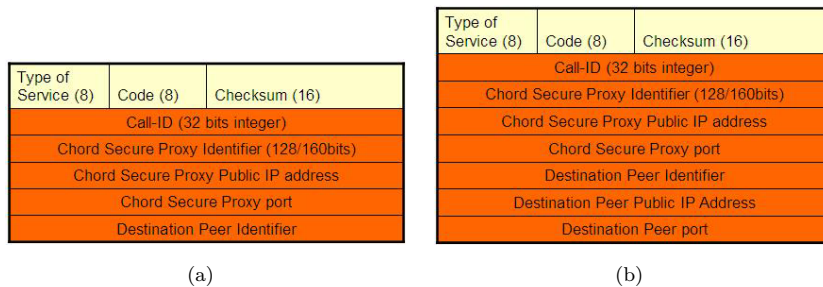 Type of
Service (8) Code (8) Checksum (16)
Call-ID (32 bits integer)
Chord Secure Proxy Identifier (128/160bits)
Chord Secure Proxy Public IP address
Chord Secure Proxy port
Destination Peer Identifier
(a)
Type of
Service (8) Code (8) Checksum (16)
Call-ID (32 bits integer)
Chord Secure Proxy Identifier (128/160bits)
Chord Secure Proxy Public IP address
Chord Secure Proxy port
Destination Peer Identifier
Destination Peer Public IP Address
Destination Peer port
(b)